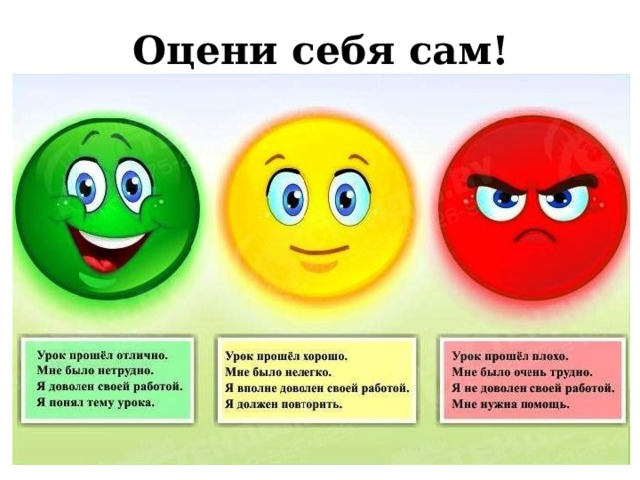 Оцени себя сам!
Урок прошёл отлично.
Мне было нетрудно.
Я доволен своей работой.
Я понял тему урока.
Урок прошёл хорошо.
Мне было нелегко.
Я вполне доволен своей работой.
Я должен повторить.
Урок прошёл плохо.
Мне было очень трудно.
Я не доволен своей работой.
Мне нужна помощь.